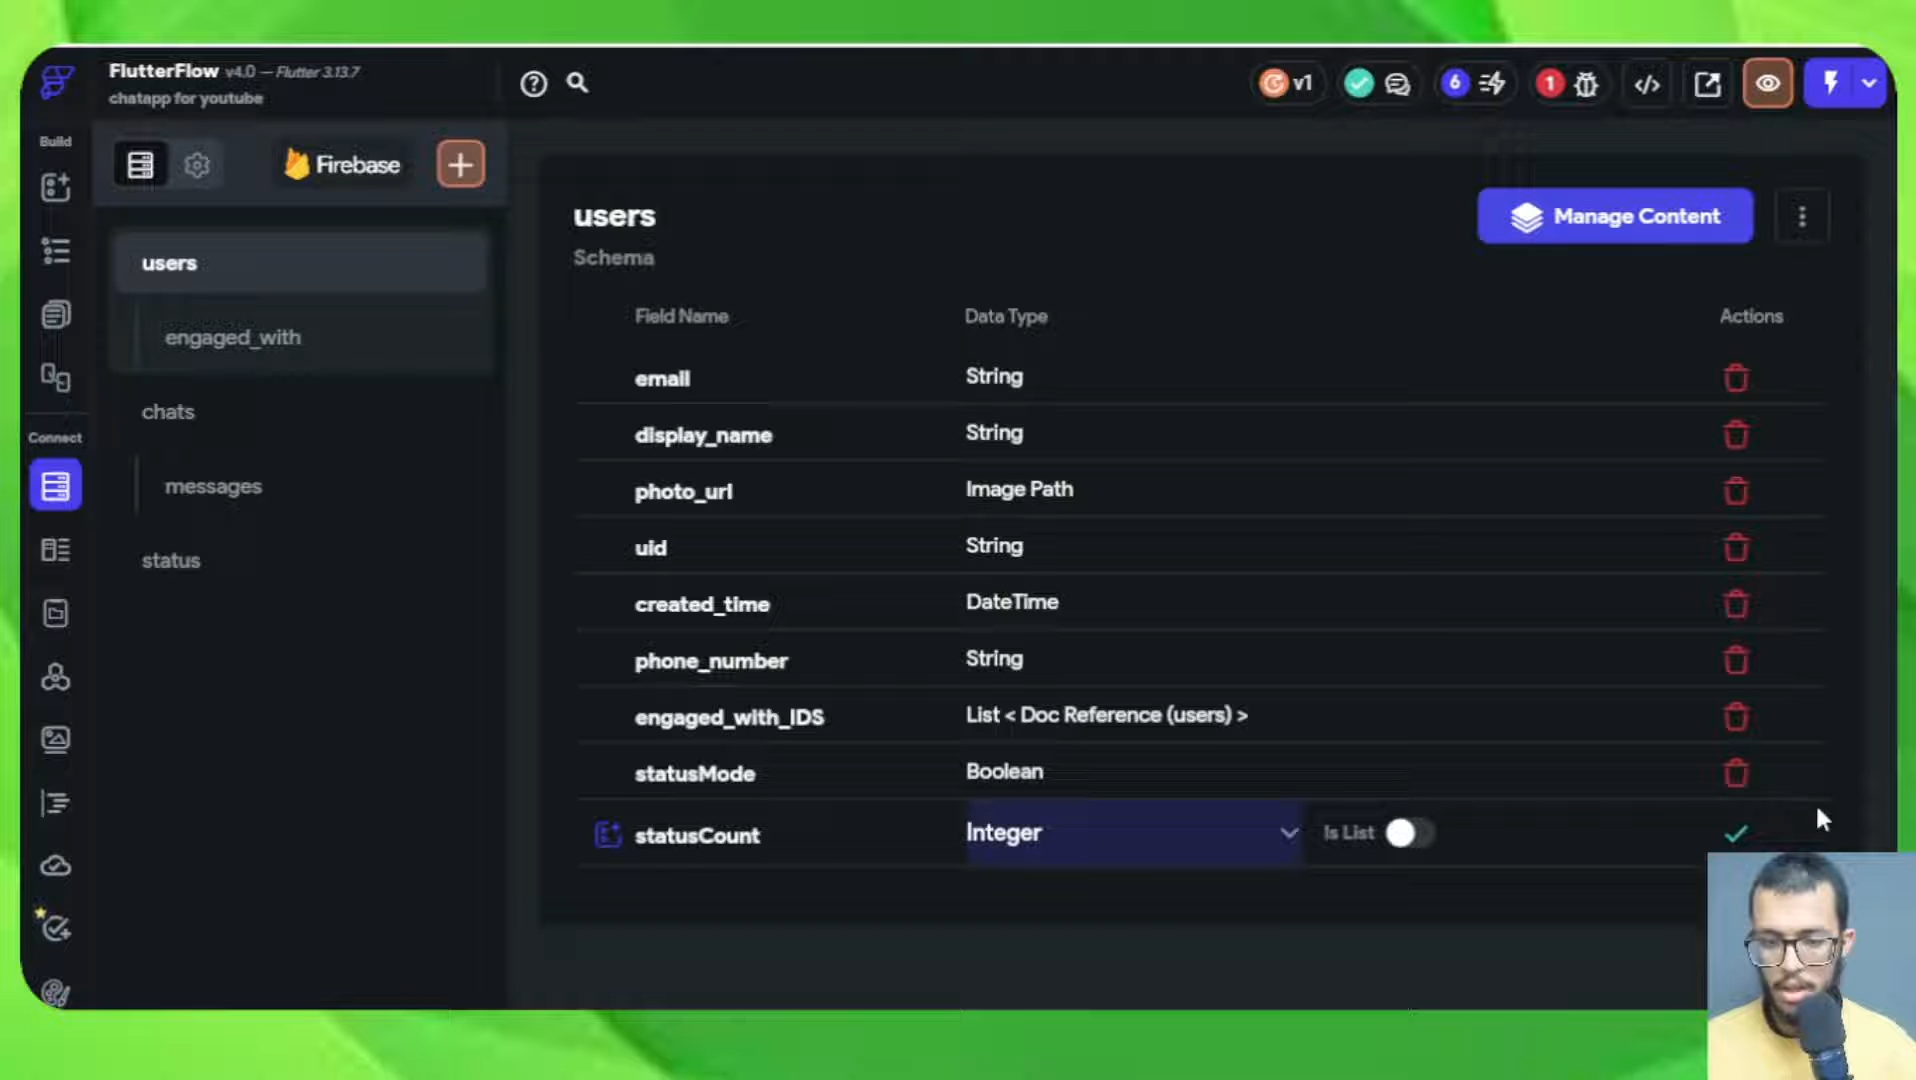 FlutterFlow v4.0 — Flutter 3.13.7
chatapp for youtube
v1
6
1
Build
Firebase
users
engaged_with
chats
Connect
messages
status
users
Schema
Manage Content
Field Name Data Type Actions
email String
display_name String
photo_url Image Path
uid String
created_time DateTime
phone_number String
engaged_with_IDS List < Doc Reference (users) >
statusMode Boolean
statusCount Integer Is List